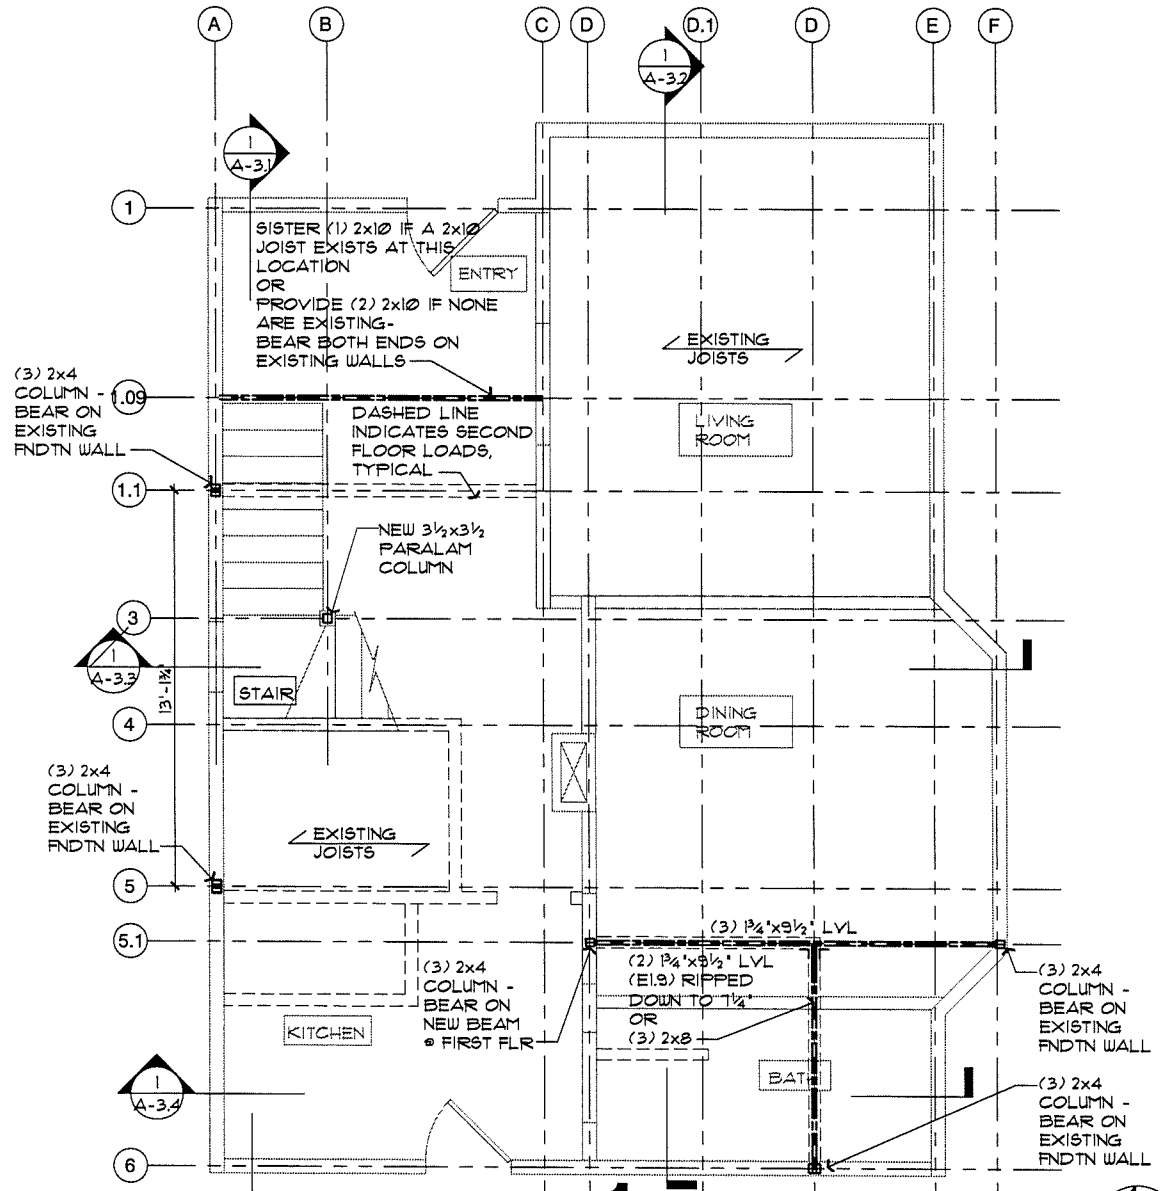 A
B
C
D
D.1
D
E
F
1
A-3.2
1
A-3.1
1
SISTER (1) 2x10 IF A 2x10
JOIST EXISTS AT THIS
LOCATION
OR
PROVIDE (2) 2x10 IF NONE
ARE EXISTING-
BEAR BOTH ENDS ON
EXISTING WALLS
ENTRY
EXISTING
JOISTS
(3) 2x4
COLUMN -
BEAR ON
EXISTING
FNDTN WALL
1.09
DASHED LINE
INDICATES SECOND
FLOOR LOADS,
TYPICAL
LIVING
ROOM
1.1
NEW 3½x3½
PARALAM
COLUMN
3
1
A-3.3
13'-1¾"
STAIR
4
DINING
ROOM
(3) 2x4
COLUMN -
BEAR ON
EXISTING
FNDTN WALL
EXISTING
JOISTS
5
5.1
(3) 1¾"x9½" LVL
(3) 2x4
COLUMN -
BEAR ON
NEW BEAM
@ FIRST FLR
(2) 1¾"x9½" LVL
(E1.9) RIPPED
DOWN TO 7¼"
OR
(3) 2x8
(3) 2x4
COLUMN -
BEAR ON
EXISTING
FNDTN WALL
KITCHEN
BATH
1
A-3.4
(3) 2x4
COLUMN -
BEAR ON
EXISTING
FNDTN WALL
6